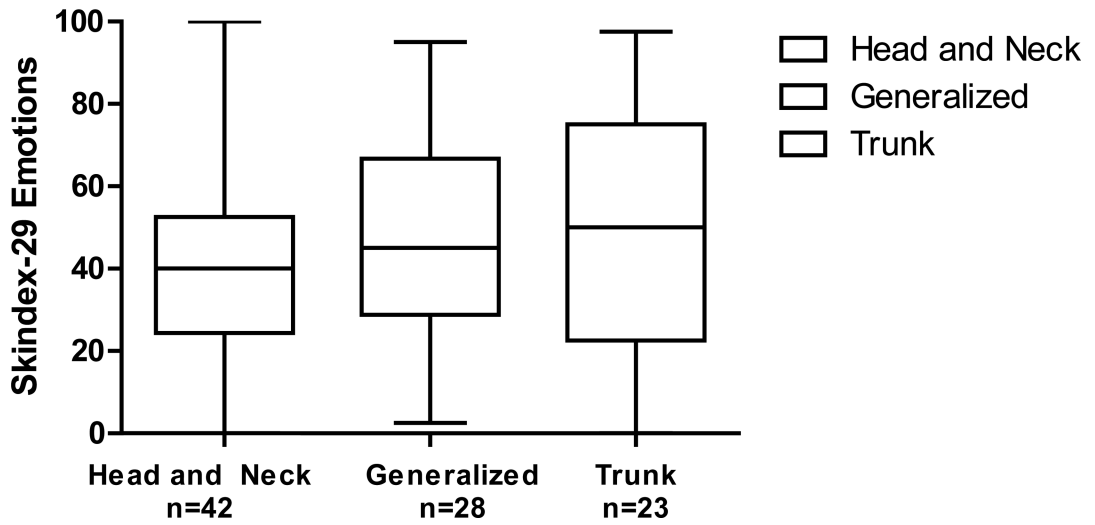 Skindex-29 Emotions
100
80
60
40
20
0
Head and Neck
n=42
Generalized
n=28
Trunk
n=23
Head and Neck
Generalized
Trunk